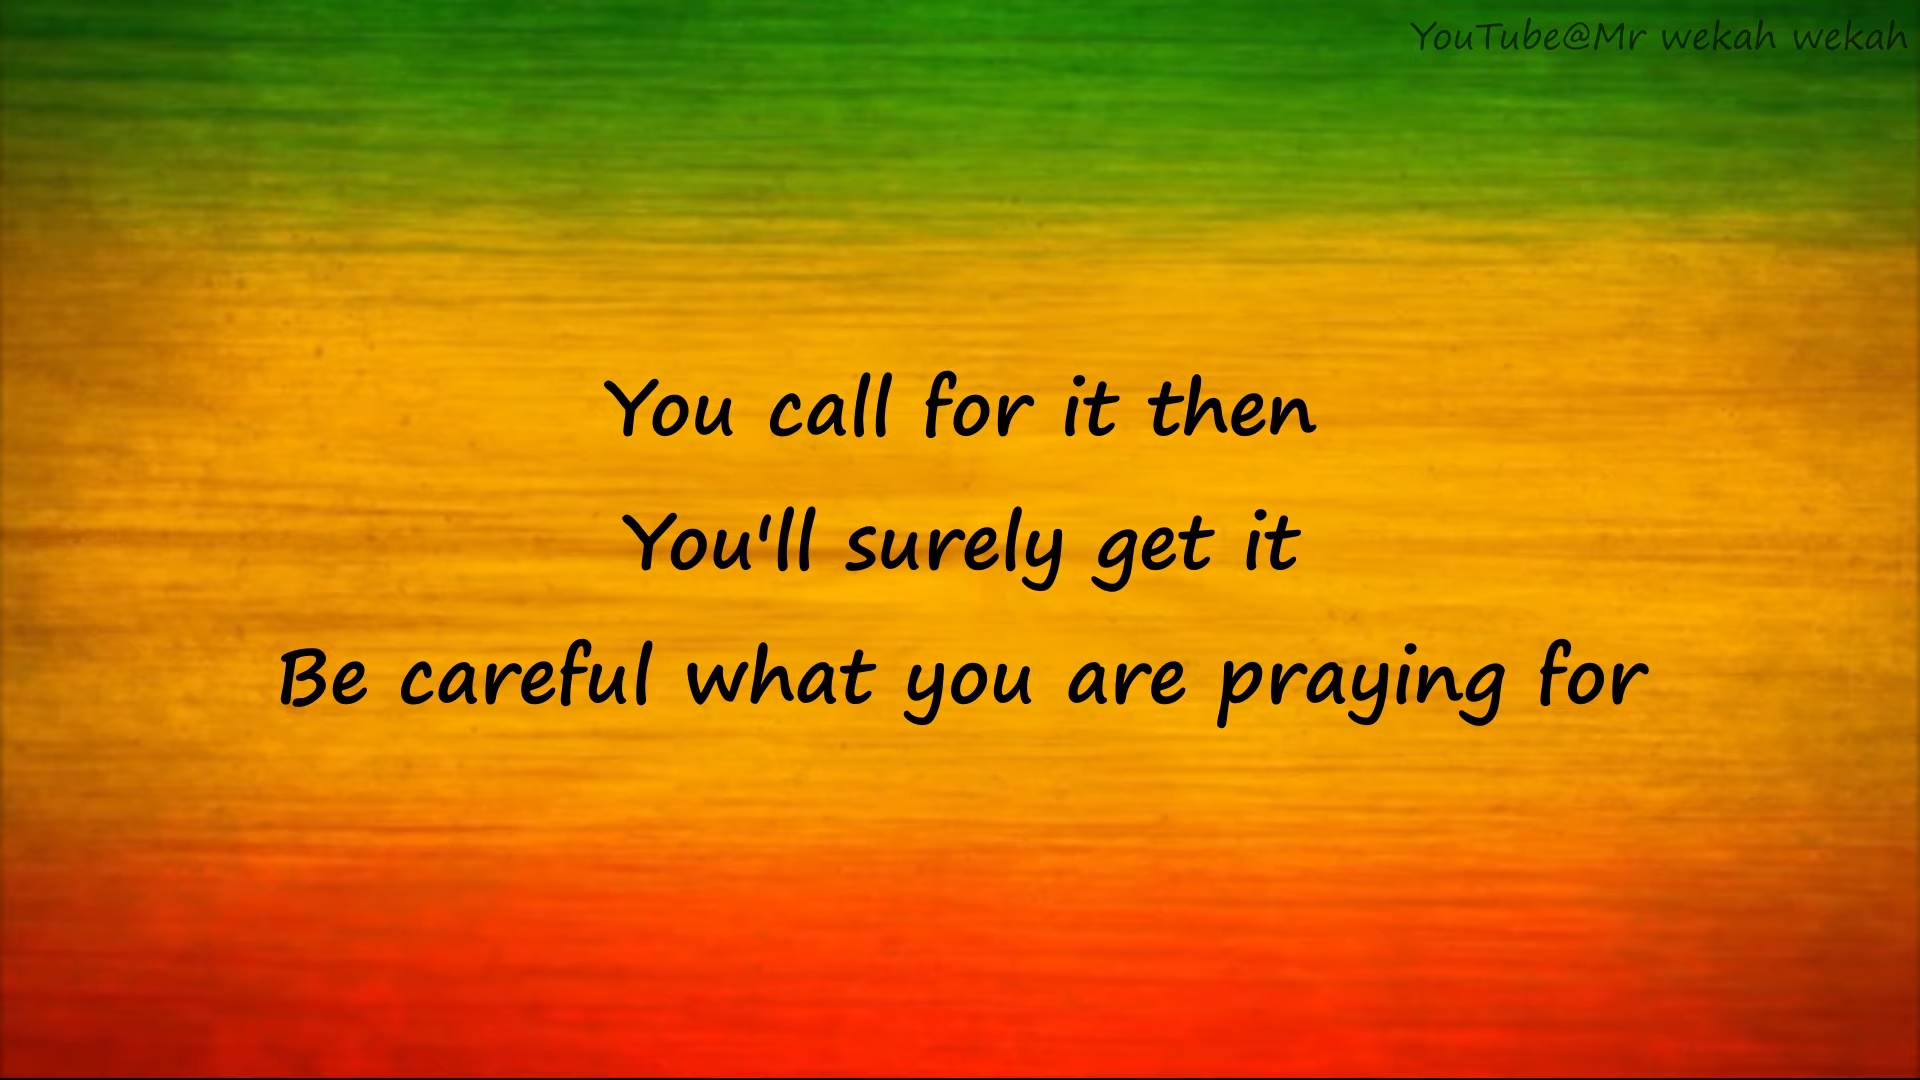 YouTube@Mr wekah wekah
You call for it then
You'll surely get it
Be careful what you are praying for